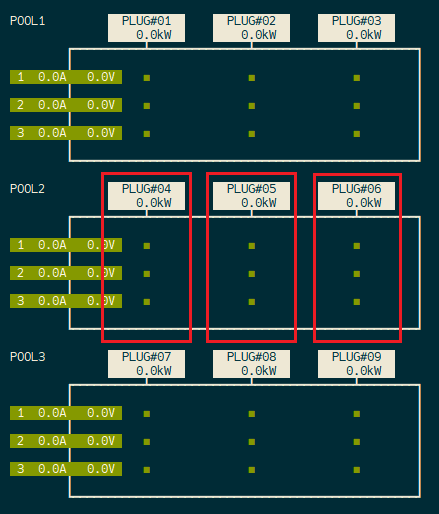 POOL1 PLUG#01 PLUG#02 PLUG#03
0.0kW 0.0kW 0.0kW
1 0.0A 0.0V
2 0.0A 0.0V
3 0.0A 0.0V
POOL2 PLUG#04 PLUG#05 PLUG#06
0.0kW 0.0kW 0.0kW
1 0.0A 0.0V
2 0.0A 0.0V
3 0.0A 0.0V
POOL3 PLUG#07 PLUG#08 PLUG#09
0.0kW 0.0kW 0.0kW
1 0.0A 0.0V
2 0.0A 0.0V
3 0.0A 0.0V